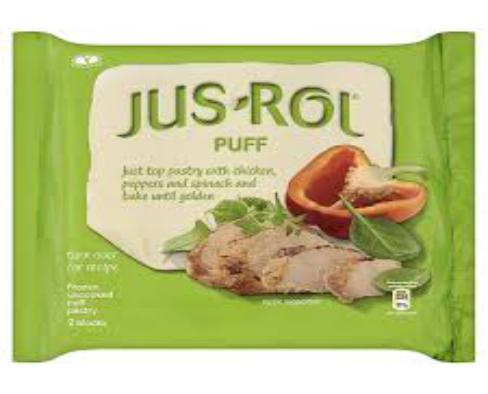 JUS-ROL
PUFF
Just top pastry with chicken,
peppers and spinach and
bake until golden
turn over
for recipe
Frozen
uncooked
puff
pastry
2 blocks